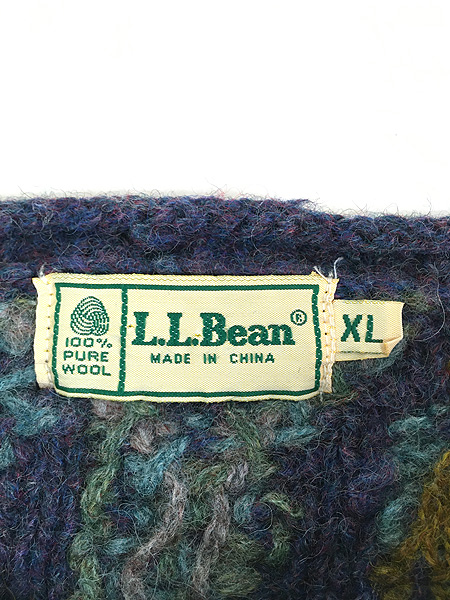 100%
PURE
WOOL
L.L.Bean®
MADE IN CHINA
XL